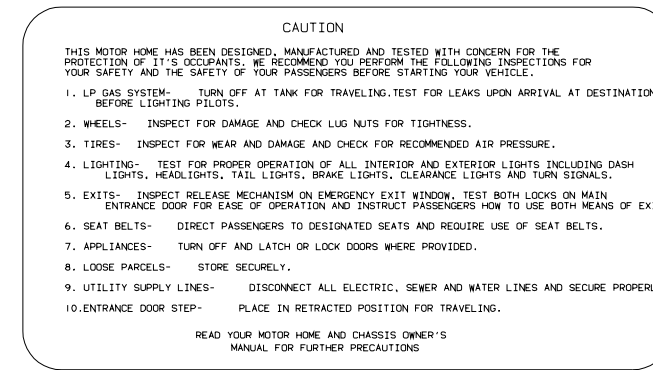 CAUTION
THIS MOTOR HOME HAS BEEN DESIGNED, MANUFACTURED AND TESTED WITH CONCERN FOR THE
PROTECTION OF IT'S OCCUPANTS. WE RECOMMEND YOU PERFORM THE FOLLOWING INSPECTIONS FOR
YOUR SAFETY AND THE SAFETY OF YOUR PASSENGERS BEFORE STARTING YOUR VEHICLE.
1. LP GAS SYSTEM- TURN OFF AT TANK FOR TRAVELING.TEST FOR LEAKS UPON ARRIVAL AT DESTINATION
BEFORE LIGHTING PILOTS.
2. WHEELS- INSPECT FOR DAMAGE AND CHECK LUG NUTS FOR TIGHTNESS.
3. TIRES- INSPECT FOR WEAR AND DAMAGE AND CHECK FOR RECOMMENDED AIR PRESSURE.
4. LIGHTING- TEST FOR PROPER OPERATION OF ALL INTERIOR AND EXTERIOR LIGHTS INCLUDING DASH
LIGHTS, HEADLIGHTS, TAIL LIGHTS, BRAKE LIGHTS, CLEARANCE LIGHTS AND TURN SIGNALS.
5. EXITS- INSPECT RELEASE MECHANISM ON EMERGENCY EXIT WINDOW, TEST BOTH LOCKS ON MAIN
ENTRANCE DOOR FOR EASE OF OPERATION AND INSTRUCT PASSENGERS HOW TO USE BOTH MEANS OF
6. SEAT BELTS- DIRECT PASSENGERS TO DESIGNATED SEATS AND REQUIRE USE OF SEAT BELTS.
7. APPLIANCES- TURN OFF AND LATCH OR LOCK DOORS WHERE PROVIDED.
8. LOOSE PARCELS- STORE SECURELY.
9. UTILITY SUPPLY LINES- DISCONNECT ALL ELECTRIC, SEWER AND WATER LINES AND SECURE
10.ENTRANCE DOOR STEP- PLACE IN RETRACTED POSITION FOR TRAVELING.
READ YOUR MOTOR HOME AND CHASSIS OWNER'S
MANUAL FOR FURTHER PRECAUTIONS